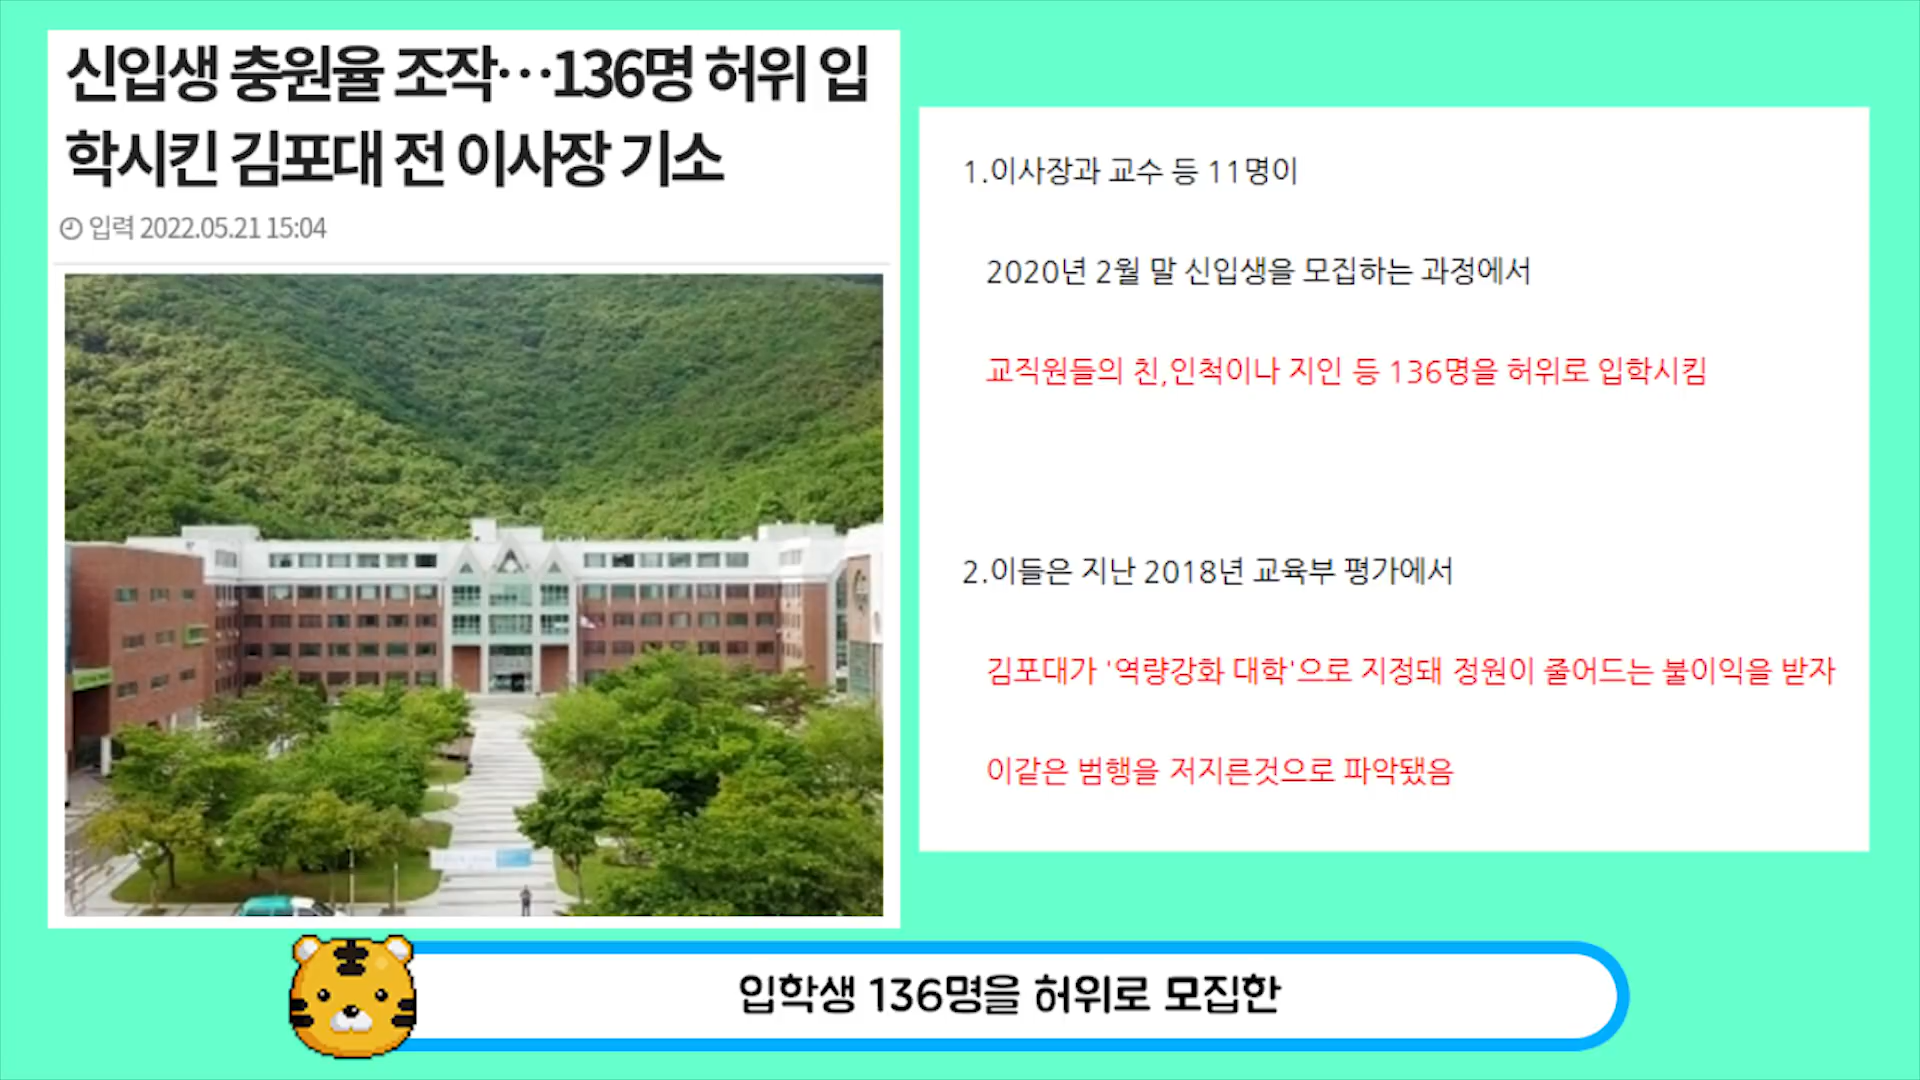 신입생 충원율 조작…136명 허위 입
학시킨 김포대 전 이사장 기소
입력 2022.05.21 15:04
1.이사장과 교수 등 11명이
2020년 2월 말 신입생을 모집하는 과정에서
교직원들의 친,인척이나 지인 등 136명을 허위로 입학시킴
2.이들은 지난 2018년 교육부 평가에서
김포대가 '역량강화 대학'으로 지정돼 정원이 줄어드는 불이익을 받자
이같은 범행을 저지른것으로 파악됐음
입학생 136명을 허위로 모집한